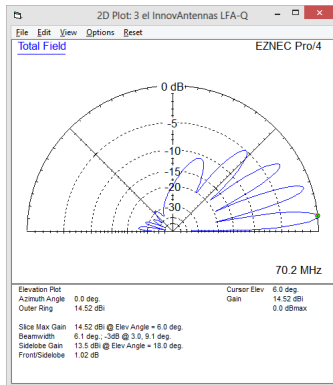 2D Plot: 3 el InnovAntennas LFA-Q
File Edit View Options Reset
Total Field
EZNEC Pro/4
0 dB
-5
-10
-15
-20
-30
70.2 MHz
Elevation Plot
Cursor Elev 6.0 deg.
Azimuth Angle 0.0 deg.
Gain 14.52 dBi
Outer Ring 14.52 dBi
0.0 dBmax
Slice Max Gain 14.52 dBi @ Elev Angle = 6.0 deg.
Beamwidth 6.1 deg.; -3dB @ 3.0, 9.1 deg.
Sidelobe Gain 13.5 dBi @ Elev Angle = 18.0 deg.
Front/Sidelobe 1.02 dB